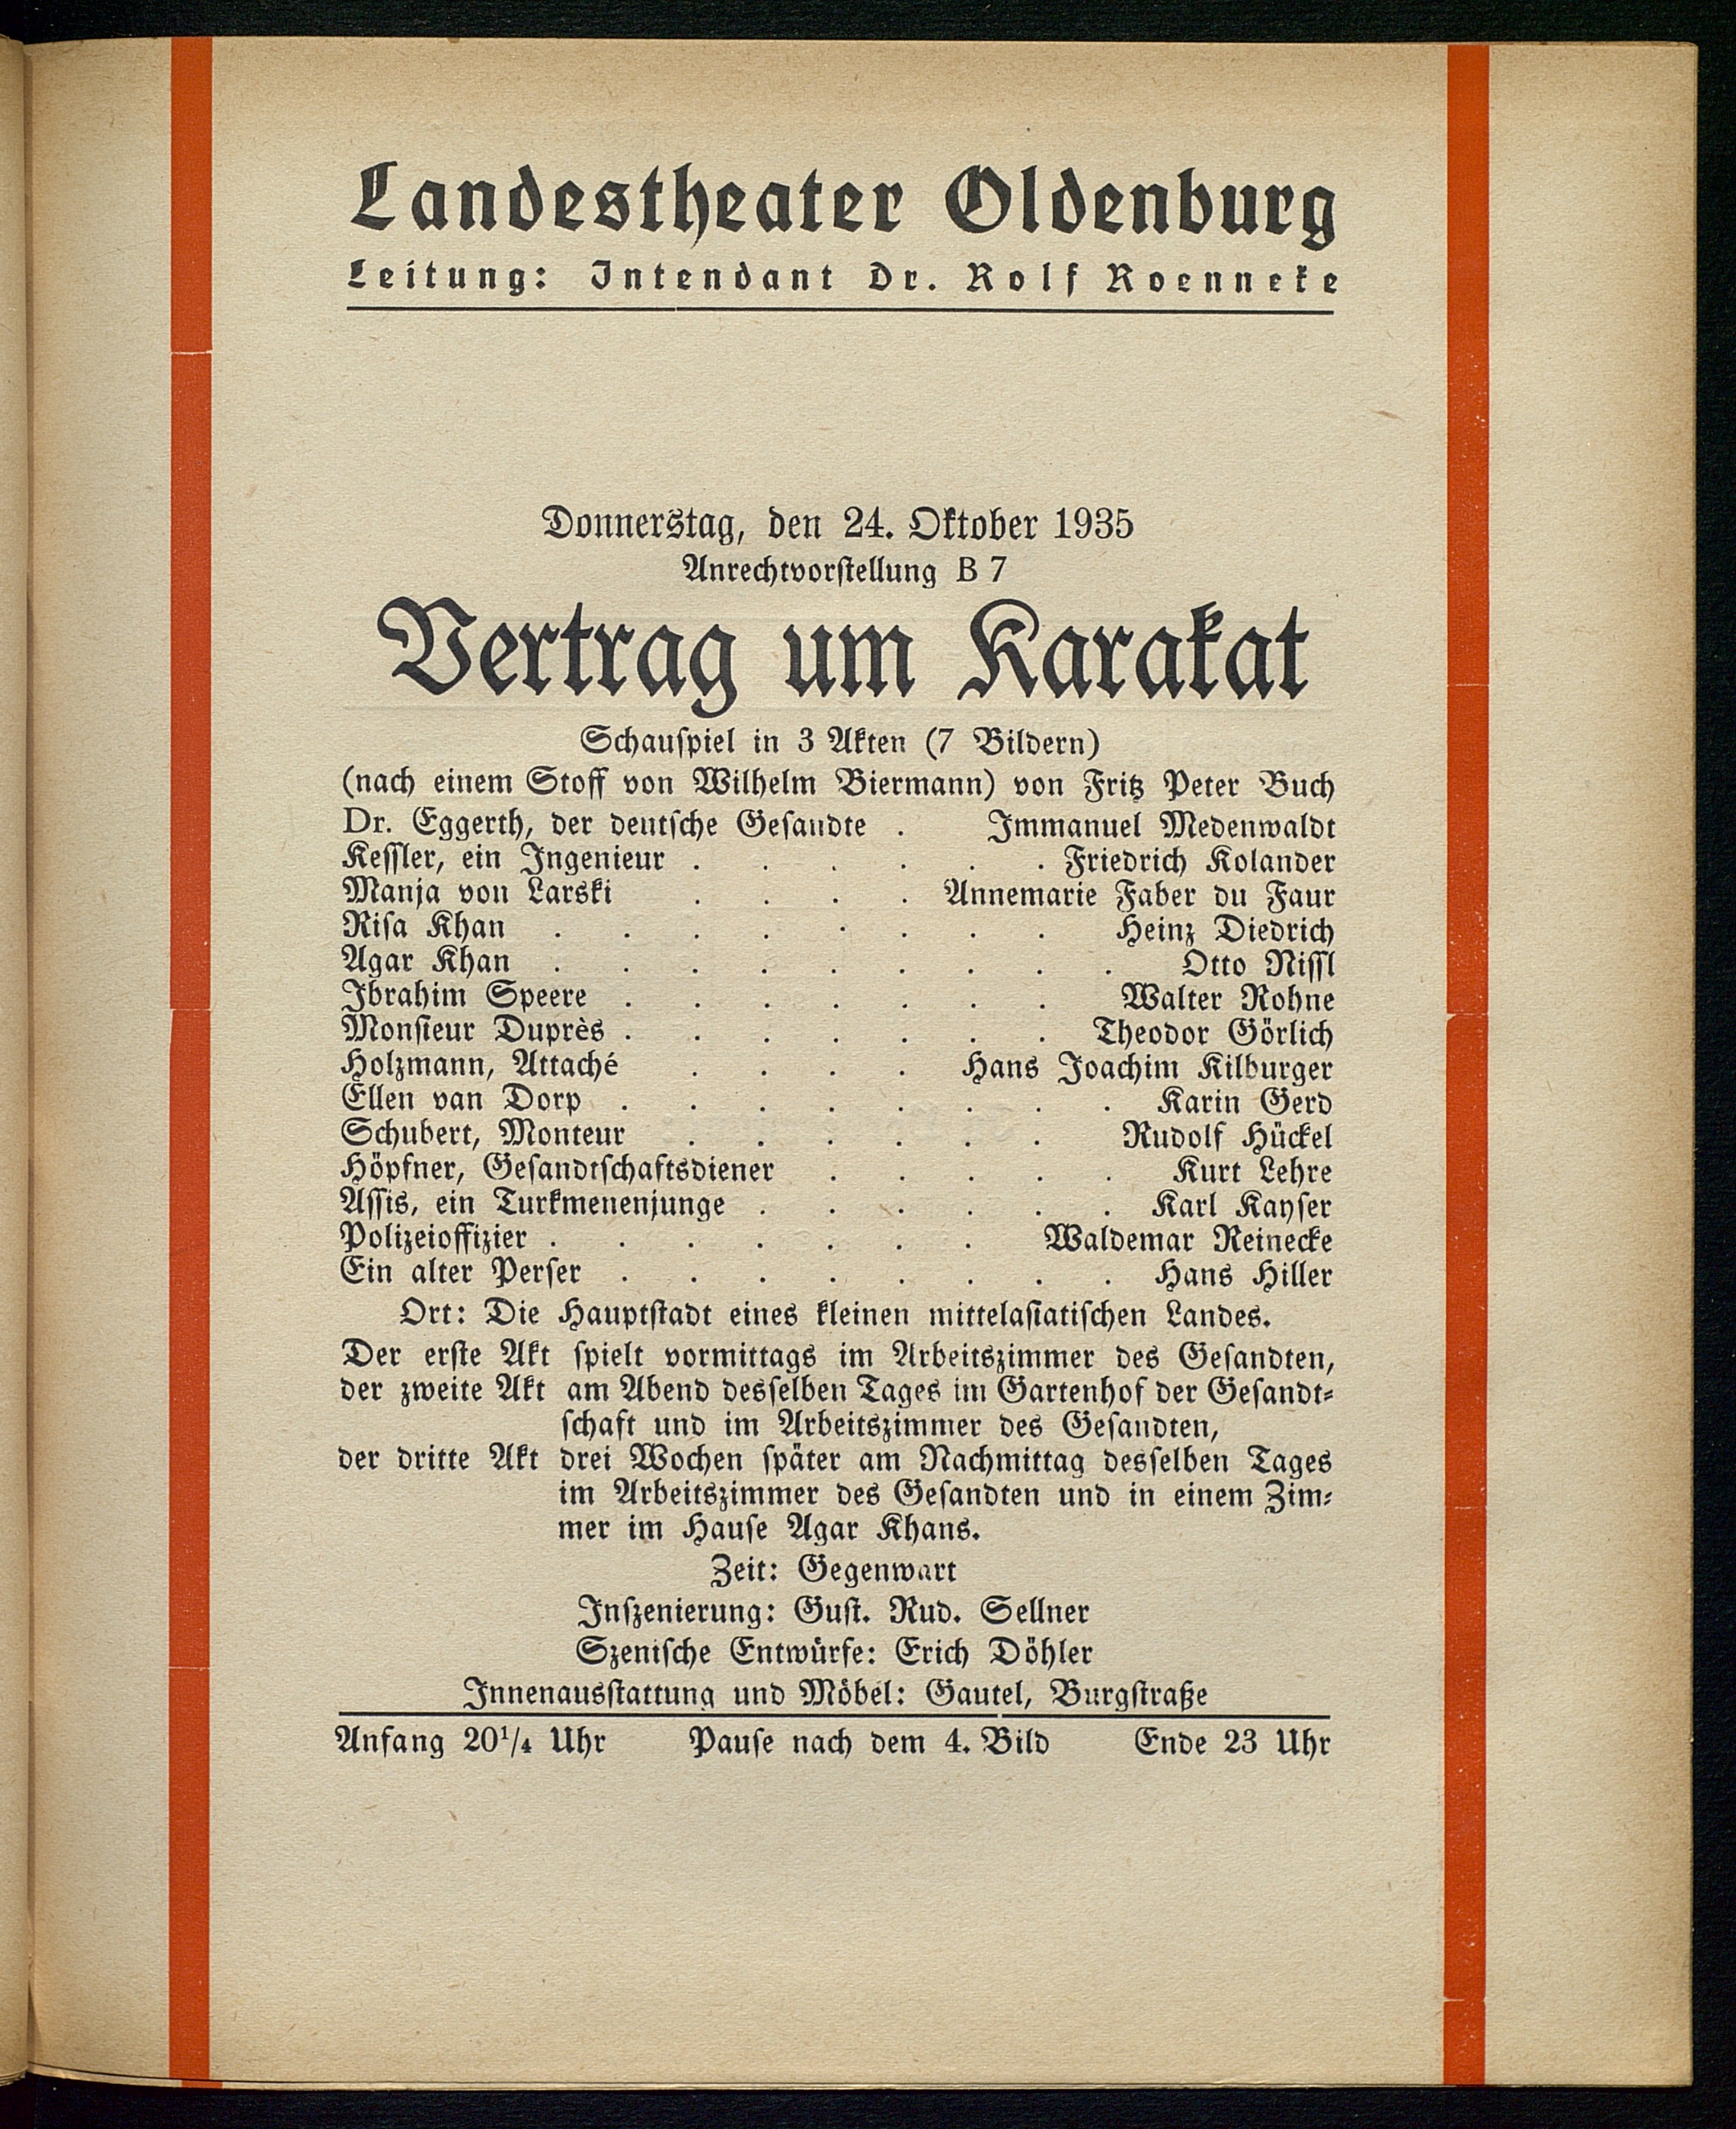 Landestheater Oldenburg
Leitung: Intendant Dr. Rolf Roenneke
Donnerstag, den 24. Oktober 1935
Anrechtvorstellung B 7
Vertrag um Karakat
Schauspiel in 3 Akten (7 Bildern)
(nach einem Stoff von Wilhelm Biermann) von Fritz Peter Buch
Dr. Eggerth, der deutsche Gesandte . Immanuel Medenwaldt
Kessler, ein Ingenieur . . . . . . Friedrich Kolander
Manja von Larski . . . . Annemarie Faber du Faur
Risa Khan . . . . . . . . Heinz Diedrich
Agar Khan . . . . . . . . . Otto Nissl
Ibrahim Speere . . . . . . . Walter Rohne
Monsieur Duprès . . . . . . . Theodor Görlich
Holzmann, Attaché . . . . Hans Joachim Kilburger
Ellen van Dorp . . . . . . . . Karin Gerd
Schubert, Monteur . . . . . . Rudolf Hückel
Höpfner, Gesandtschaftsdiener . . . . . Kurt Lehre
Assis, ein Turkmenenjunge . . . . . . Karl Kayser
Polizeioffizier . . . . . . . Waldemar Reinecke
Ein alter Perser . . . . . . . . Hans Hiller
Ort: Die Hauptstadt eines kleinen mittelasiatischen Landes.
Der erste Akt spielt vormittags im Arbeitszimmer des Gesandten,
der zweite Akt am Abend desselben Tages im Gartenhof der Gesandt-
schaft und im Arbeitszimmer des Gesandten,
der dritte Akt drei Wochen später am Nachmittag desselben Tages
im Arbeitszimmer des Gesandten und in einem Zim-
mer im Hause Agar Khans.
Zeit: Gegenwart
Inszenierung: Gust. Rud. Sellner
Szenische Entwürfe: Erich Döhler
Innenausstattung und Möbel: Gautel, Burgstraße
Anfang 20¼ Uhr Pause nach dem 4. Bild Ende 23 Uhr